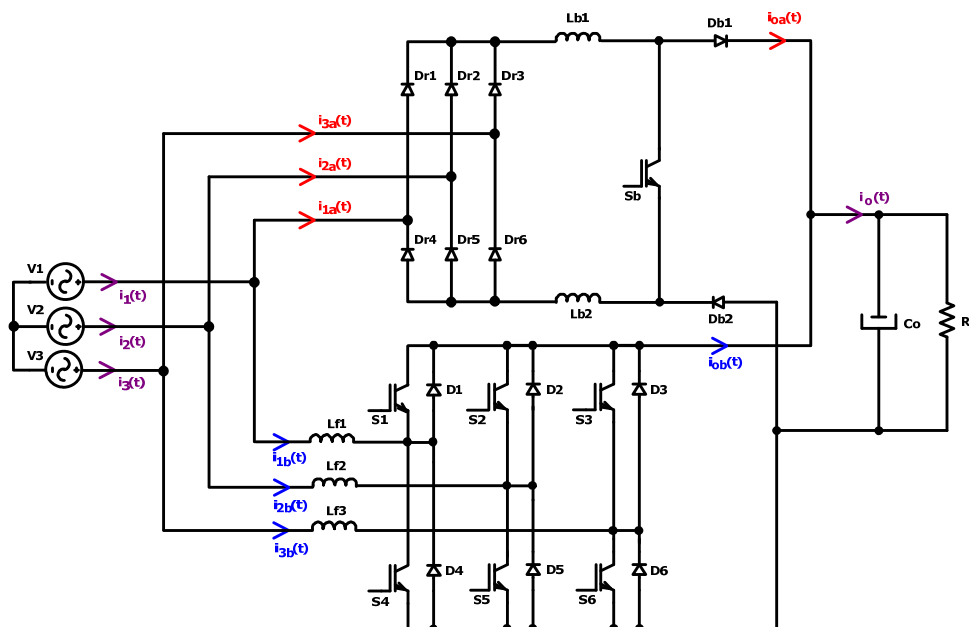 Lb1
Db1
ioa(t)
Dr1
Dr2
Dr3
i3a(t)
i2a(t)
Sb
i1a(t)
io(t)
Dr4
Dr5
Dr6
V1
i1(t)
Lb2
Db2
V2
i2(t)
Co
R
V3
i3(t)
iob(t)
D1
D2
D3
S1
S2
S3
Lf1
i1b(t)
Lf2
i2b(t)
Lf3
i3b(t)
D4
D5
D6
S4
S5
S6